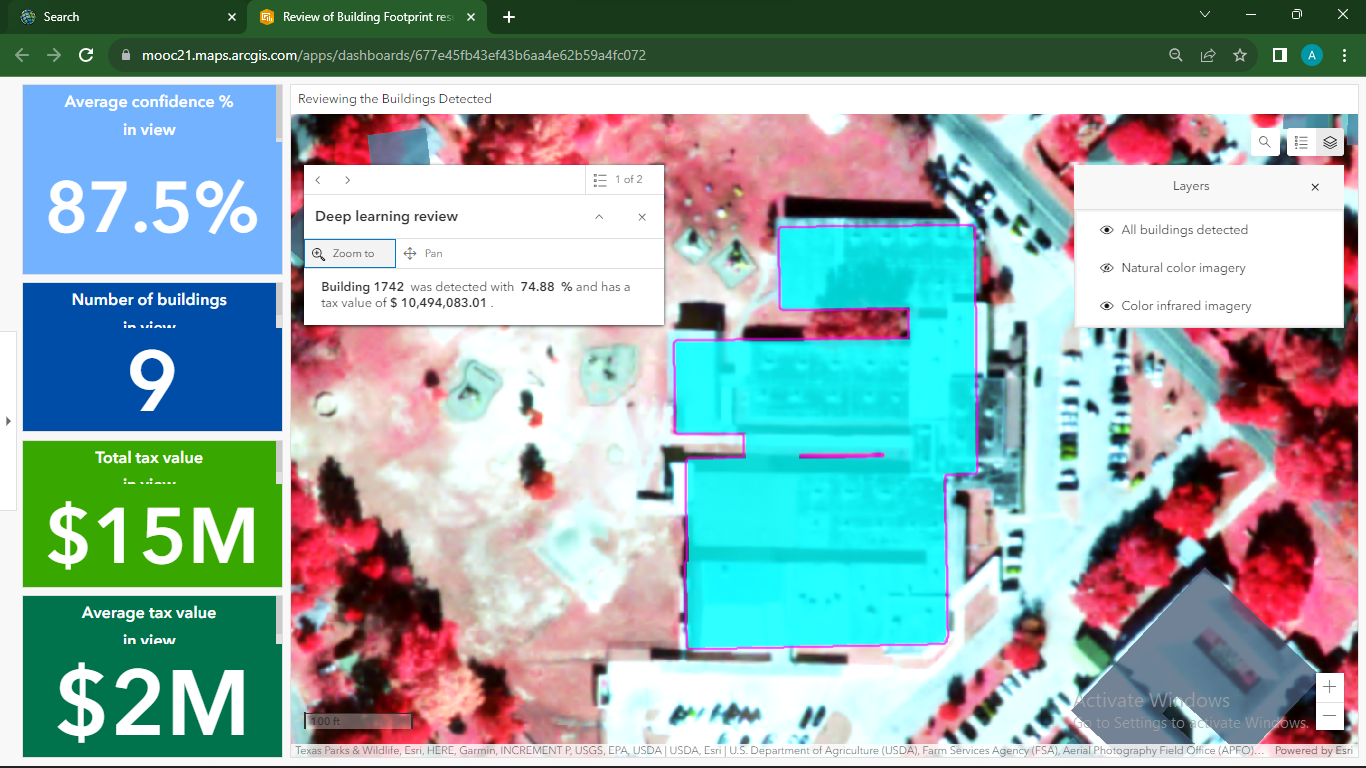 Search
Review of Building Footprint res
mooc21.maps.arcgis.com/apps/dashboards/677e45fb43ef43b6aa4e62b59a4fc072
A
Average confidence %
in view
87.5%
Number of buildings
in view
9
Total tax value
in view
$15M
Average tax value
in view
$2M
Reviewing the Buildings Detected
1 of 2
Deep learning review
Zoom to
Pan
Building 1742 was detected with 74.88 % and has a
tax value of $ 10,494,083.01 .
Layers
All buildings detected
Natural color imagery
Color infrared imagery
100 ft
Activate Windows
Go to Settings to activate Windows.
Texas Parks & Wildlife, Esri, HERE, Garmin, INCREMENT P, USGS, EPA, USDA | USDA, Esri | U.S. Department of Agriculture (USDA), Farm Services Agency (FSA), Aerial Photography Field Office (APFO)... Powered by Esri